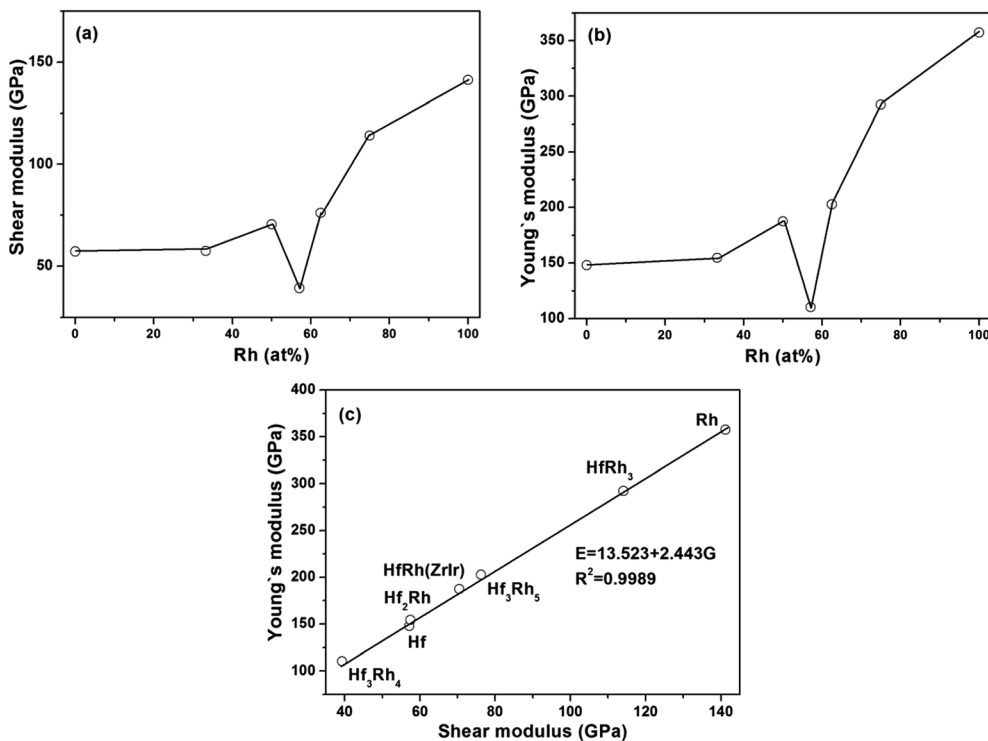 (a)
Shear modulus (GPa)
150
100
50
0 20 40 60 80 100
Rh (at%)
(b)
Young`s modulus (GPa)
350
300
250
200
150
100
0 20 40 60 80 100
Rh (at%)
(c)
Young`s modulus (GPa)
400
350
300
250
200
150
100
Rh
HfRh₃
E=13.523+2.443G
R²=0.9989
HfRh(ZrIr)
Hf₃Rh₅
Hf₂Rh
Hf
Hf₃Rh₄
40 60 80 100 120 140
Shear modulus (GPa)